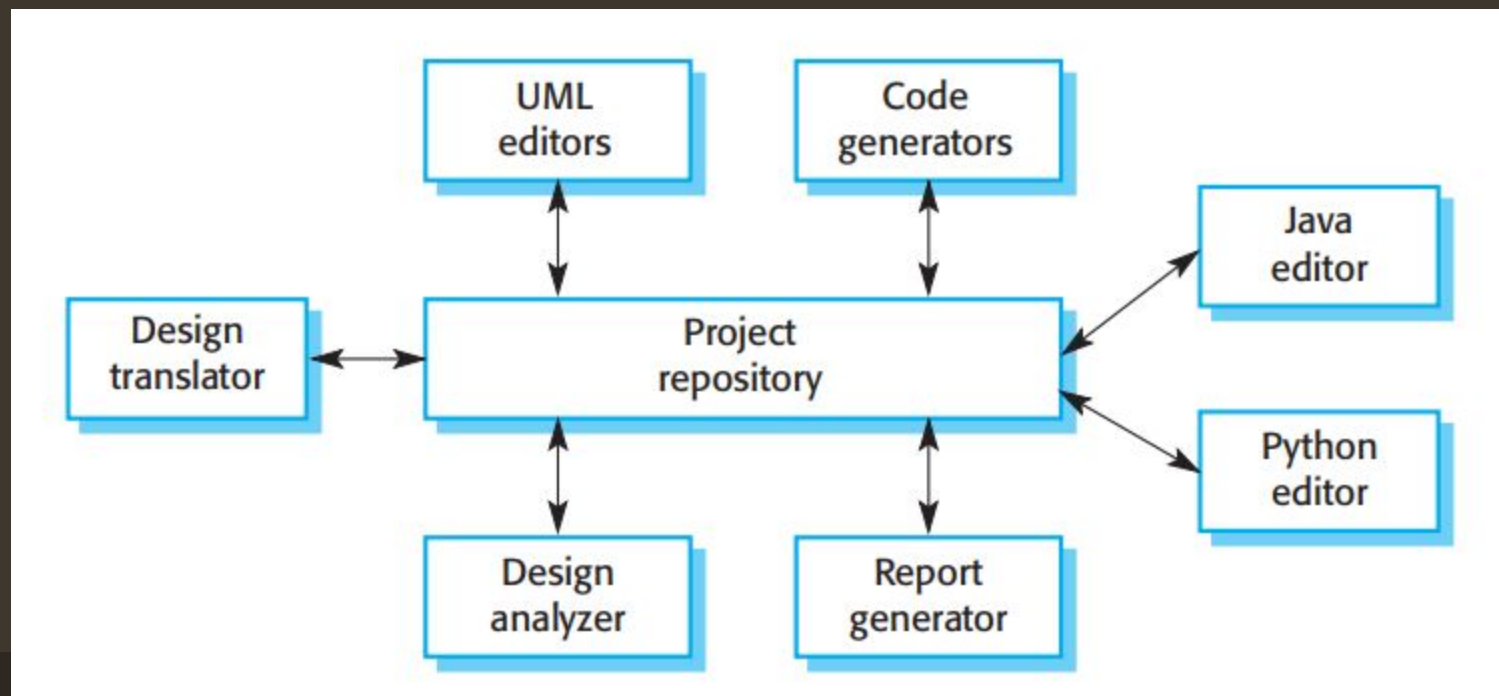 UML
editors
Code
generators
Java
editor
Design
translator
Project
repository
Python
editor
Design
analyzer
Report
generator